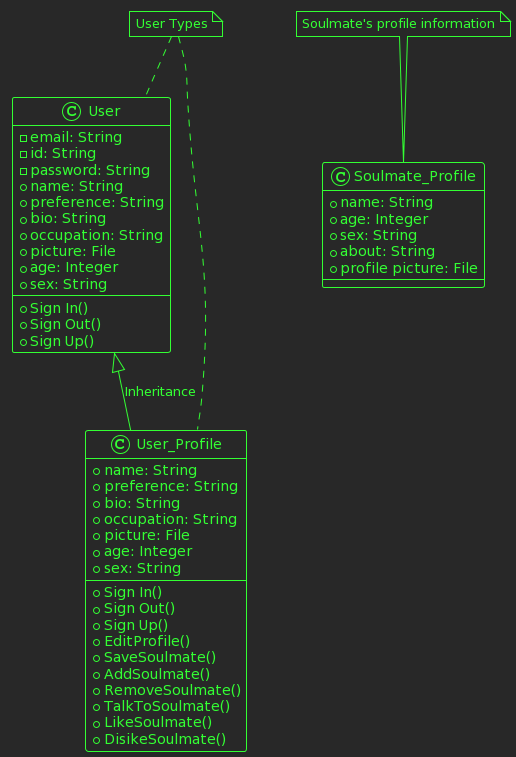 User Types
Soulmate's profile information
C User
email: String
id: String
password: String
name: String
preference: String
bio: String
occupation: String
picture: File
age: Integer
sex: String
Sign In()
Sign Out()
Sign Up()
C Soulmate_Profile
name: String
age: Integer
sex: String
about: String
profile picture: File
Inheritance
C User_Profile
name: String
preference: String
bio: String
occupation: String
picture: File
age: Integer
sex: String
Sign In()
Sign Out()
Sign Up()
EditProfile()
SaveSoulmate()
AddSoulmate()
RemoveSoulmate()
TalkToSoulmate()
LikeSoulmate()
DisikeSoulmate()